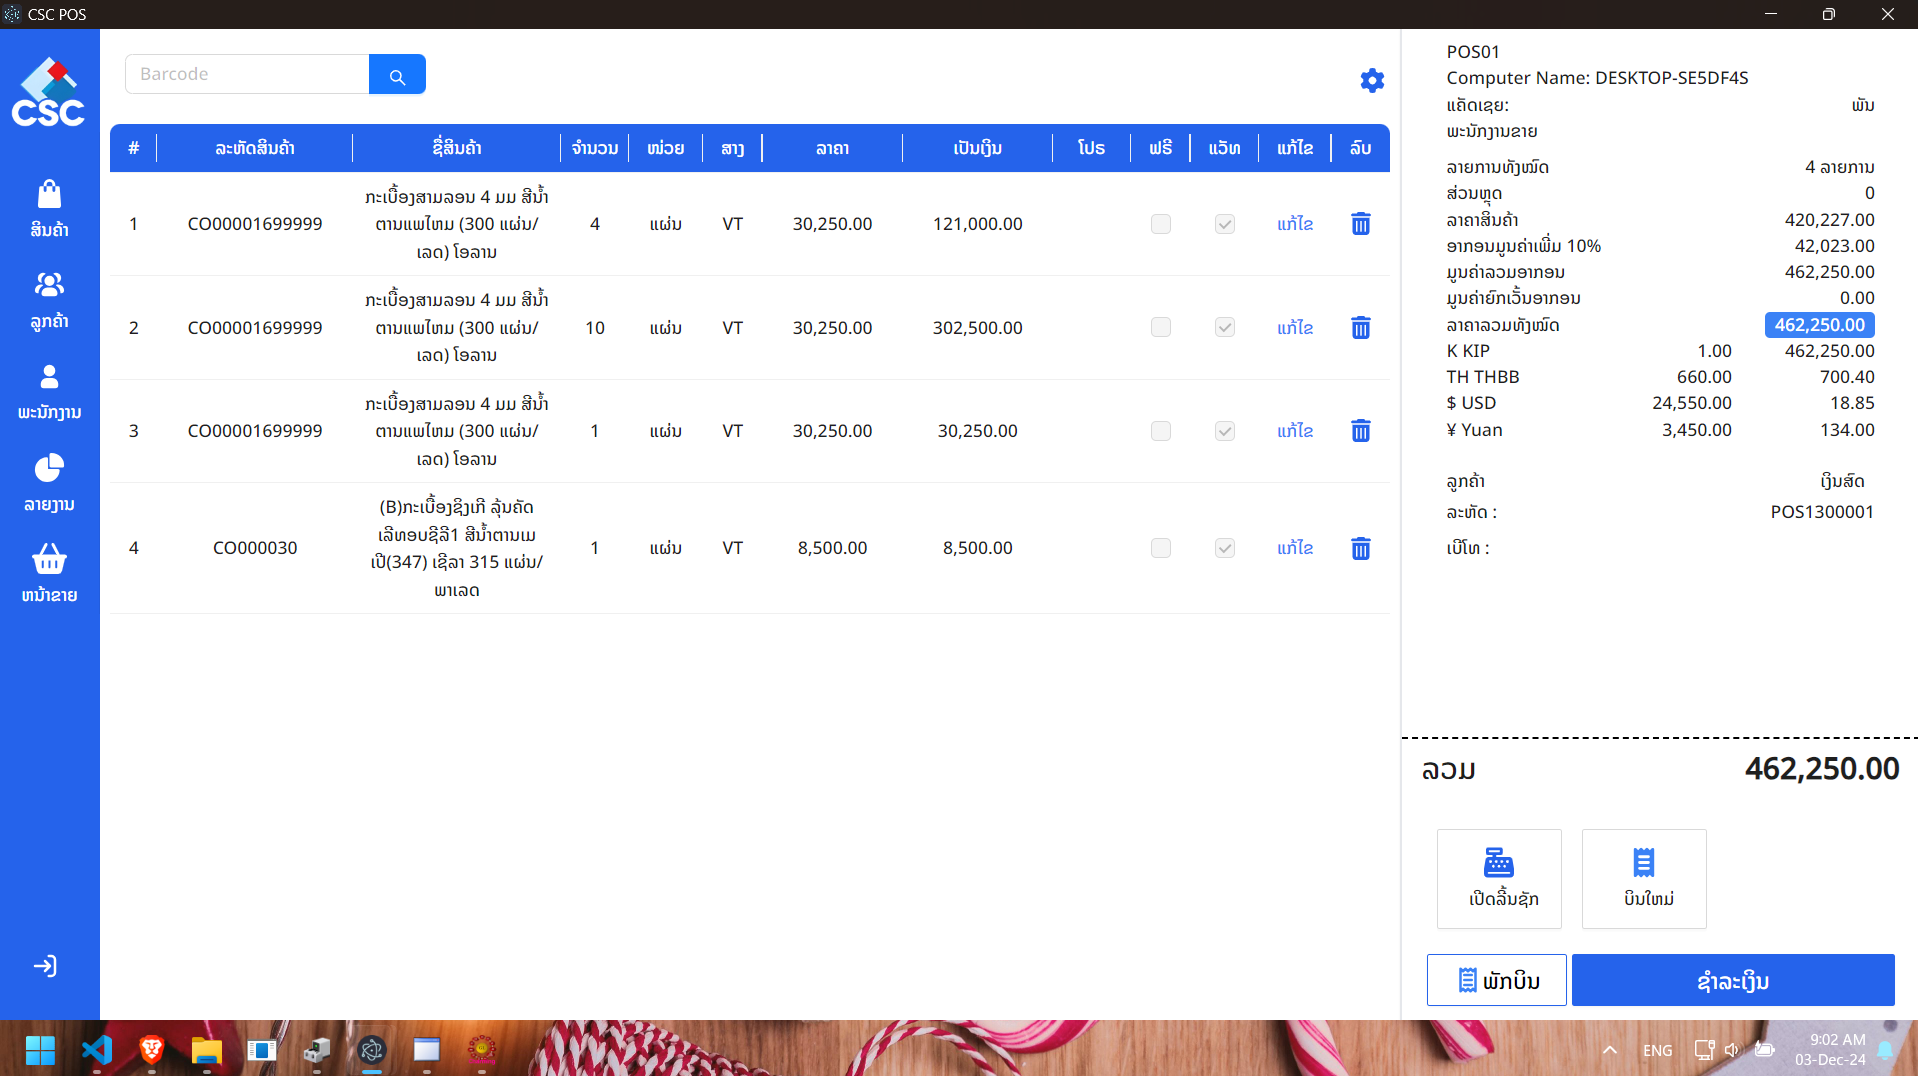 CSC POS
CSC
ສິນຄ້າ
ລູກຄ້າ
ພະນັກງານ
ລາຍງານ
ຫນ້າຂາຍ
Barcode
# ລະຫັດສິນຄ້າ ຊື່ສິນຄ້າ ຈຳນວນ ໜ່ວຍ ສາງ ລາຄາ ເປັນເງິນ ໂປຣ ຟຣີ ແວັທ ແກ້ໄຂ ລົບ
ກະເບື້ອງສາມລອນ 4 ມມ ສີນ້ຳ
1 CO00001699999 ຕານແພໄຫມ (300 ແຜ່ນ/ 4 ແຜ່ນ VT 30,250.00 121,000.00 ແກ້ໄຂ
ເລດ) ໂອລານ
ກະເບື້ອງສາມລອນ 4 ມມ ສີນ້ຳ
2 CO00001699999 ຕານແພໄຫມ (300 ແຜ່ນ/ 10 ແຜ່ນ VT 30,250.00 302,500.00 ແກ້ໄຂ
ເລດ) ໂອລານ
ກະເບື້ອງສາມລອນ 4 ມມ ສີນ້ຳ
3 CO00001699999 ຕານແພໄຫມ (300 ແຜ່ນ/ 1 ແຜ່ນ VT 30,250.00 30,250.00 ແກ້ໄຂ
ເລດ) ໂອລານ
(B)ກະເບື້ອງຊິງເກີ ລຸ້ນຄັດ
ເລີທອບຊີລີ1 ສີນ້ຳຕານເມ
4 CO000030 1 ແຜ່ນ VT 8,500.00 8,500.00 ແກ້ໄຂ
ເປີ(347) ເຊີລາ 315 ແຜ່ນ/
ພາເລດ
POS01
Computer Name: DESKTOP-SE5DF4S
ແຄັດເຊຍ: ພັນ
ພະນັກງານຂາຍ
ລາຍການທັງໝົດ 4 ລາຍການ
ສ່ວນຫຼຸດ 0
ລາຄາສິນຄ້າ 420,227.00
ອາກອນມູນຄ່າເພີ່ມ 10% 42,023.00
ມູນຄ່າລວມອາກອນ 462,250.00
ມູນຄ່າຍົກເວັ້ນອາກອນ 0.00
ລາຄາລວມທັງໝົດ 462,250.00
K KIP 1.00 462,250.00
TH THBB 660.00 700.40
$ USD 24,550.00 18.85
¥ Yuan 3,450.00 134.00
ລູກຄ້າ ເງິນສົດ
ລະຫັດ : POS1300001
ເບີໂທ :
ລວມ 462,250.00
ເປີດລີ້ນຊັກ ບິນໃຫມ່
ພັກບິນ ຊຳລະເງິນ
ENG
9:02 AM
03-Dec-24